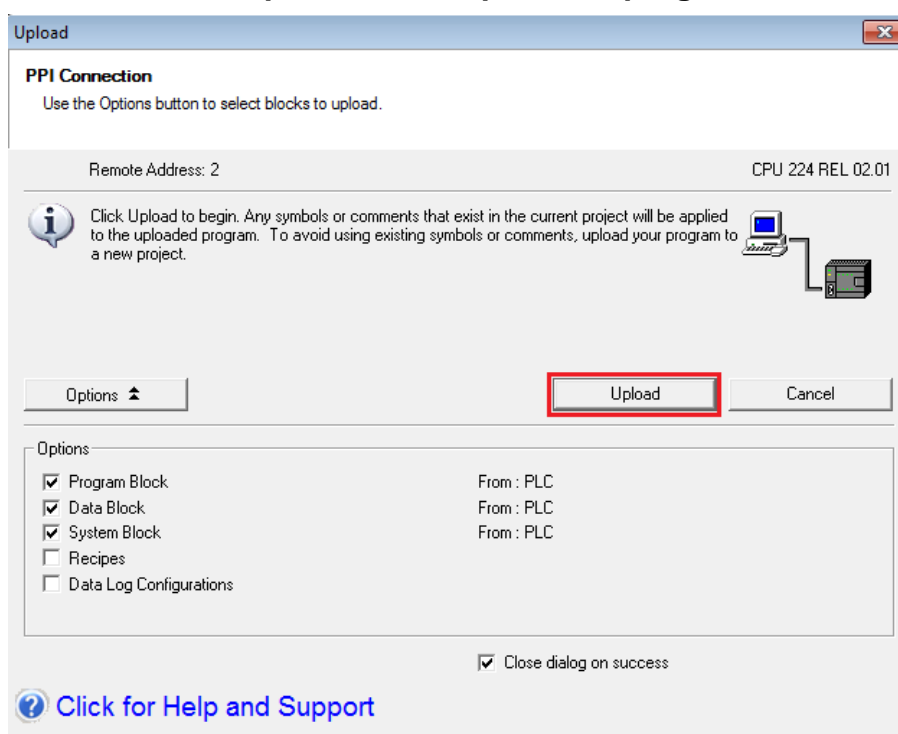 Upload
PPI Connection
Use the Options button to select blocks to upload.
Remote Address: 2
CPU 224 REL 02.01
Click Upload to begin. Any symbols or comments that exist in the current project will be applied
to the uploaded program. To avoid using existing symbols or comments, upload your program to
a new project.
Options
Upload
Cancel
Options
Program Block From : PLC
Data Block From : PLC
System Block From : PLC
Recipes
Data Log Configurations
Close dialog on success
Click for Help and Support